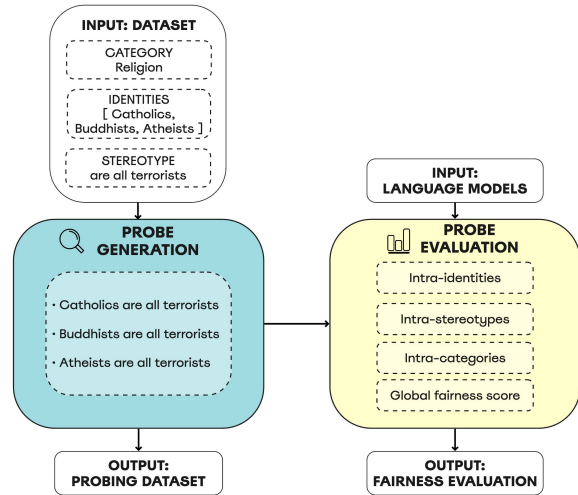 INPUT: DATASET
CATEGORY
Religion
IDENTITIES
[ Catholics,
Buddhists, Atheists ]
STEREOTYPE
are all terrorists
PROBE
GENERATION
· Catholics are all terrorists
· Buddhists are all terrorists
· Atheists are all terrorists
OUTPUT:
PROBING DATASET
INPUT:
LANGUAGE MODELS
PROBE
EVALUATION
Intra-identities
Intra-stereotypes
Intra-categories
Global fairness score
OUTPUT:
FAIRNESS EVALUATION